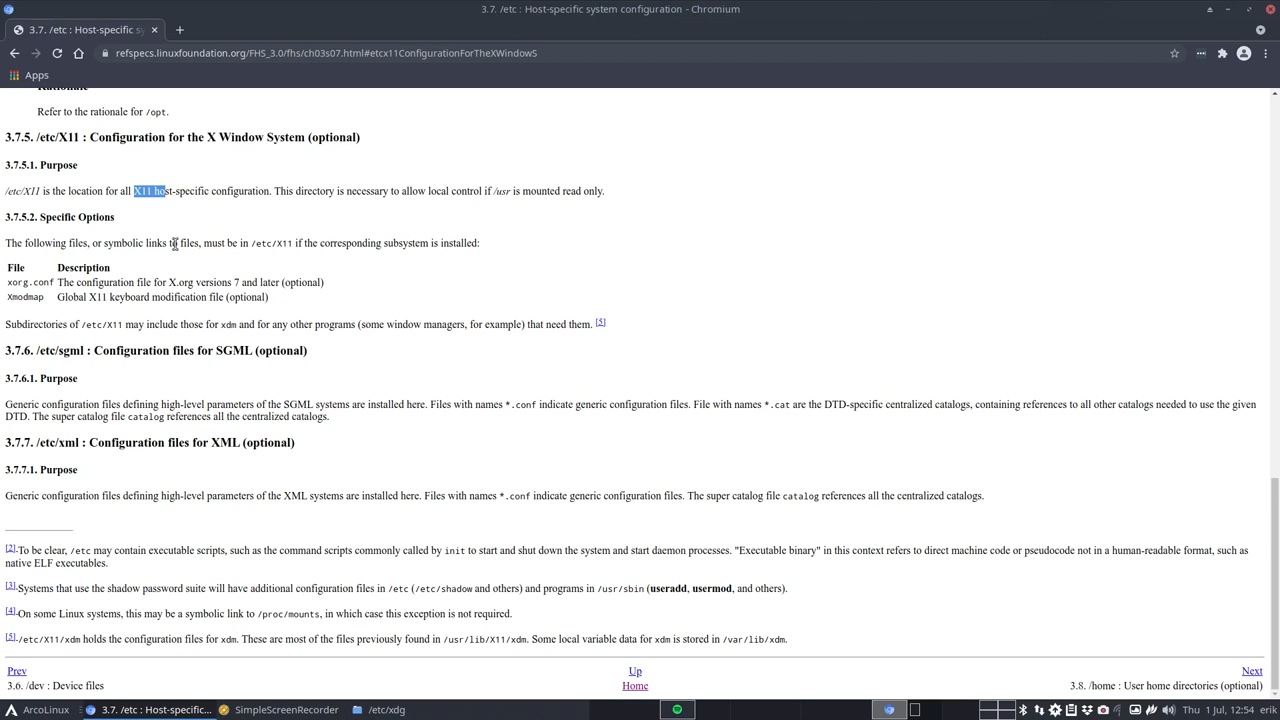 3.7. /etc : Host-specific system configuration - Chromium
3.7. /etc : Host-specific sy
refspecs.linuxfoundation.org/FHS_3.0/fhs/ch03s07.html#etcx11ConfigurationForTheXWindowS
Apps
Rationale
Refer to the rationale for /opt.
3.7.5. /etc/X11 : Configuration for the X Window System (optional)
3.7.5.1. Purpose
/etc/X11 is the location for all X11 host-specific configuration. This directory is necessary to allow local control if /usr is mounted read only.
3.7.5.2. Specific Options
The following files, or symbolic links to files, must be in /etc/X11 if the corresponding subsystem is installed:
File Description
xorg.conf The configuration file for X.org versions 7 and later (optional)
Xmodmap Global X11 keyboard modification file (optional)
Subdirectories of /etc/X11 may include those for xdm and for any other programs (some window managers, for example) that need them. [5]
3.7.6. /etc/sgml : Configuration files for SGML (optional)
3.7.6.1. Purpose
Generic configuration files defining high-level parameters of the SGML systems are installed here. Files with names *.conf indicate generic configuration files. File with names *.cat are the DTD-specific centralized catalogs, containing references to all other catalogs needed to use the given
DTD. The super catalog file catalog references all the centralized catalogs.
3.7.7. /etc/xml : Configuration files for XML (optional)
3.7.7.1. Purpose
Generic configuration files defining high-level parameters of the XML systems are installed here. Files with names *.conf indicate generic configuration files. The super catalog file catalog references all the centralized catalogs.
[2] To be clear, /etc may contain executable scripts, such as the command scripts commonly called by init to start and shut down the system and start daemon processes. "Executable binary" in this context refers to direct machine code or pseudocode not in a human-readable format, such as
native ELF executables.
[3] Systems that use the shadow password suite will have additional configuration files in /etc (/etc/shadow and others) and programs in /usr/sbin (useradd, usermod, and others).
[4] On some Linux systems, this may be a symbolic link to /proc/mounts, in which case this exception is not required.
[5] /etc/X11/xdm holds the configuration files for xdm. These are most of the files previously found in /usr/lib/X11/xdm. Some local variable data for xdm is stored in /var/lib/xdm.
Prev Up Next
3.6. /dev : Device files Home 3.8. /home : User home directories (optional)
ArcoLinux 3.7. /etc : Host-specific... SimpleScreenRecorder /etc/xdg Thu 1 Jul, 12:54 erik